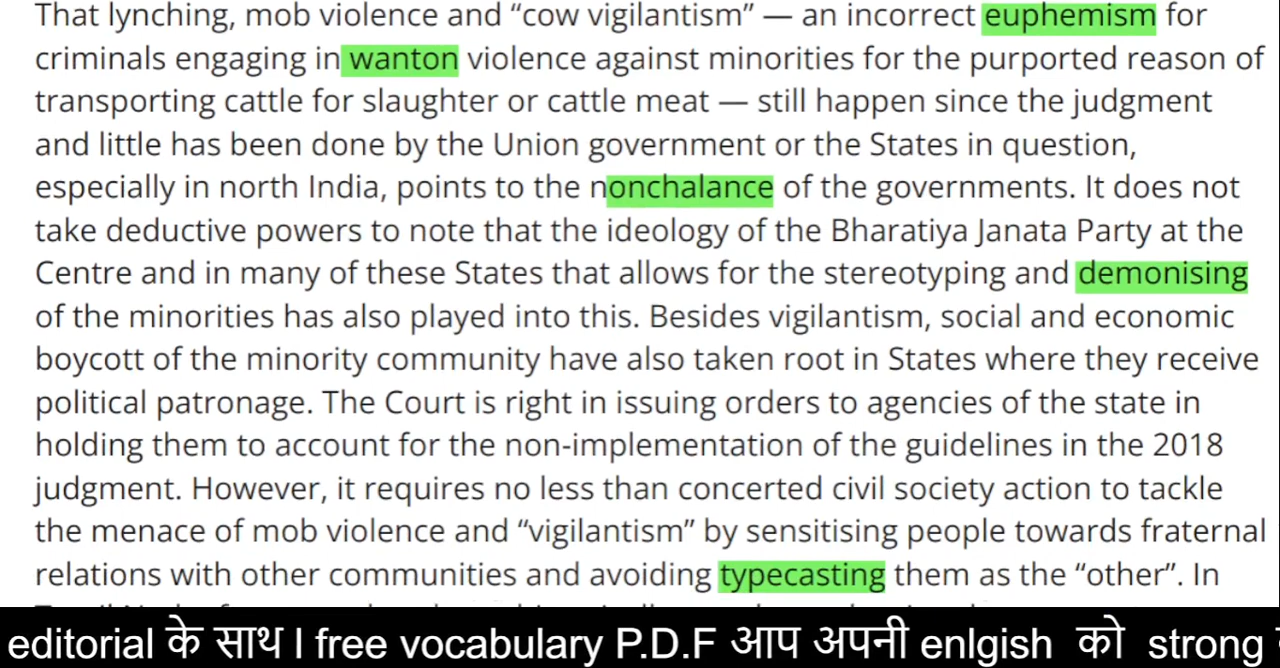 That lynching, mob violence and “cow vigilantism” — an incorrect euphemism for
criminals engaging in wanton violence against minorities for the purported reason of
transporting cattle for slaughter or cattle meat — still happen since the judgment
and little has been done by the Union government or the States in question,
especially in north India, points to the nonchalance of the governments. It does not
take deductive powers to note that the ideology of the Bharatiya Janata Party at the
Centre and in many of these States that allows for the stereotyping and demonising
of the minorities has also played into this. Besides vigilantism, social and economic
boycott of the minority community have also taken root in States where they receive
political patronage. The Court is right in issuing orders to agencies of the state in
holding them to account for the non-implementation of the guidelines in the 2018
judgment. However, it requires no less than concerted civil society action to tackle
the menace of mob violence and “vigilantism” by sensitising people towards fraternal
relations with other communities and avoiding typecasting them as the “other”. In
editorial के साथ l free vocabulary P.D.F आप अपनी enlgish को strong